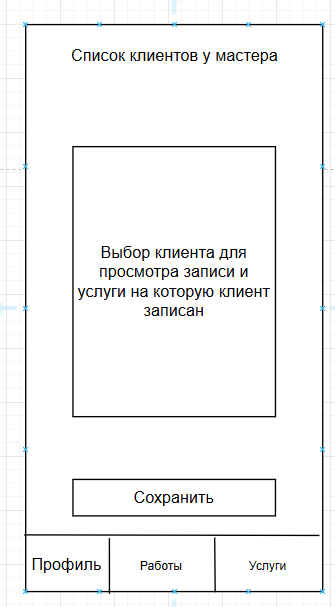 Список клиентов у мастера
Выбор клиента для
просмотра записи и
услуги на которую клиент
записан
Сохранить
Профиль
Работы
Услуги